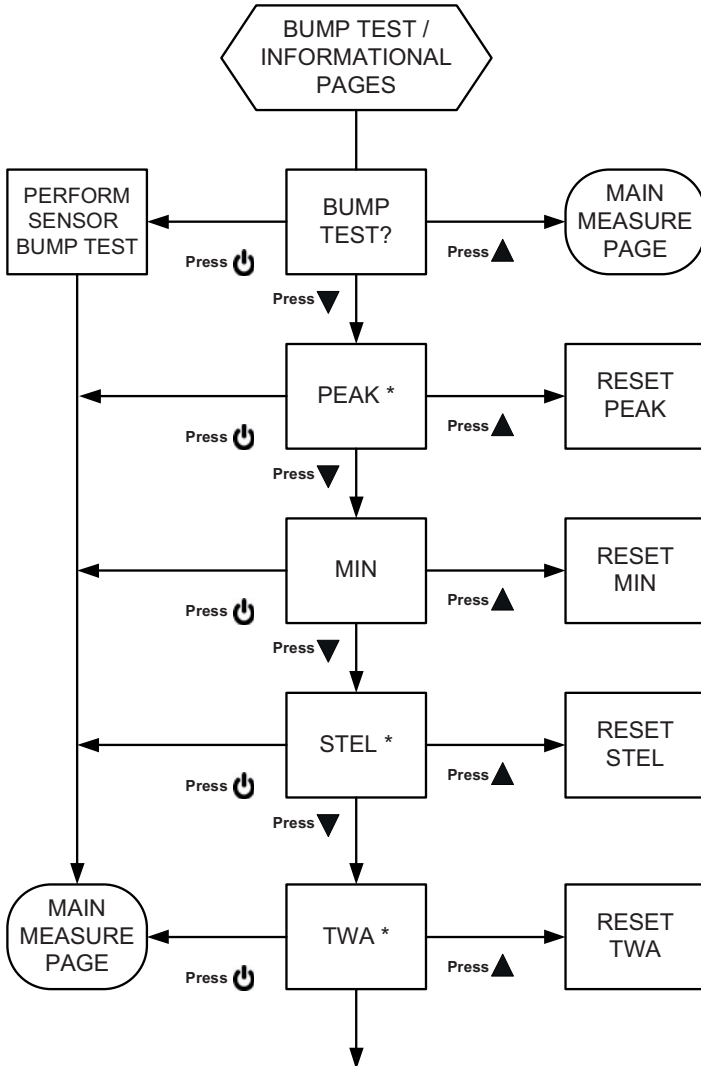 BUMP TEST /
INFORMATIONAL
PAGES
PERFORM
SENSOR
BUMP TEST
BUMP
TEST?
MAIN
MEASURE
PAGE
Press
Press
Press
PEAK *
RESET
PEAK
Press
Press
Press
MIN
RESET
MIN
Press
Press
Press
STEL *
RESET
STEL
Press
Press
Press
MAIN
MEASURE
PAGE
TWA *
RESET
TWA
Press
Press